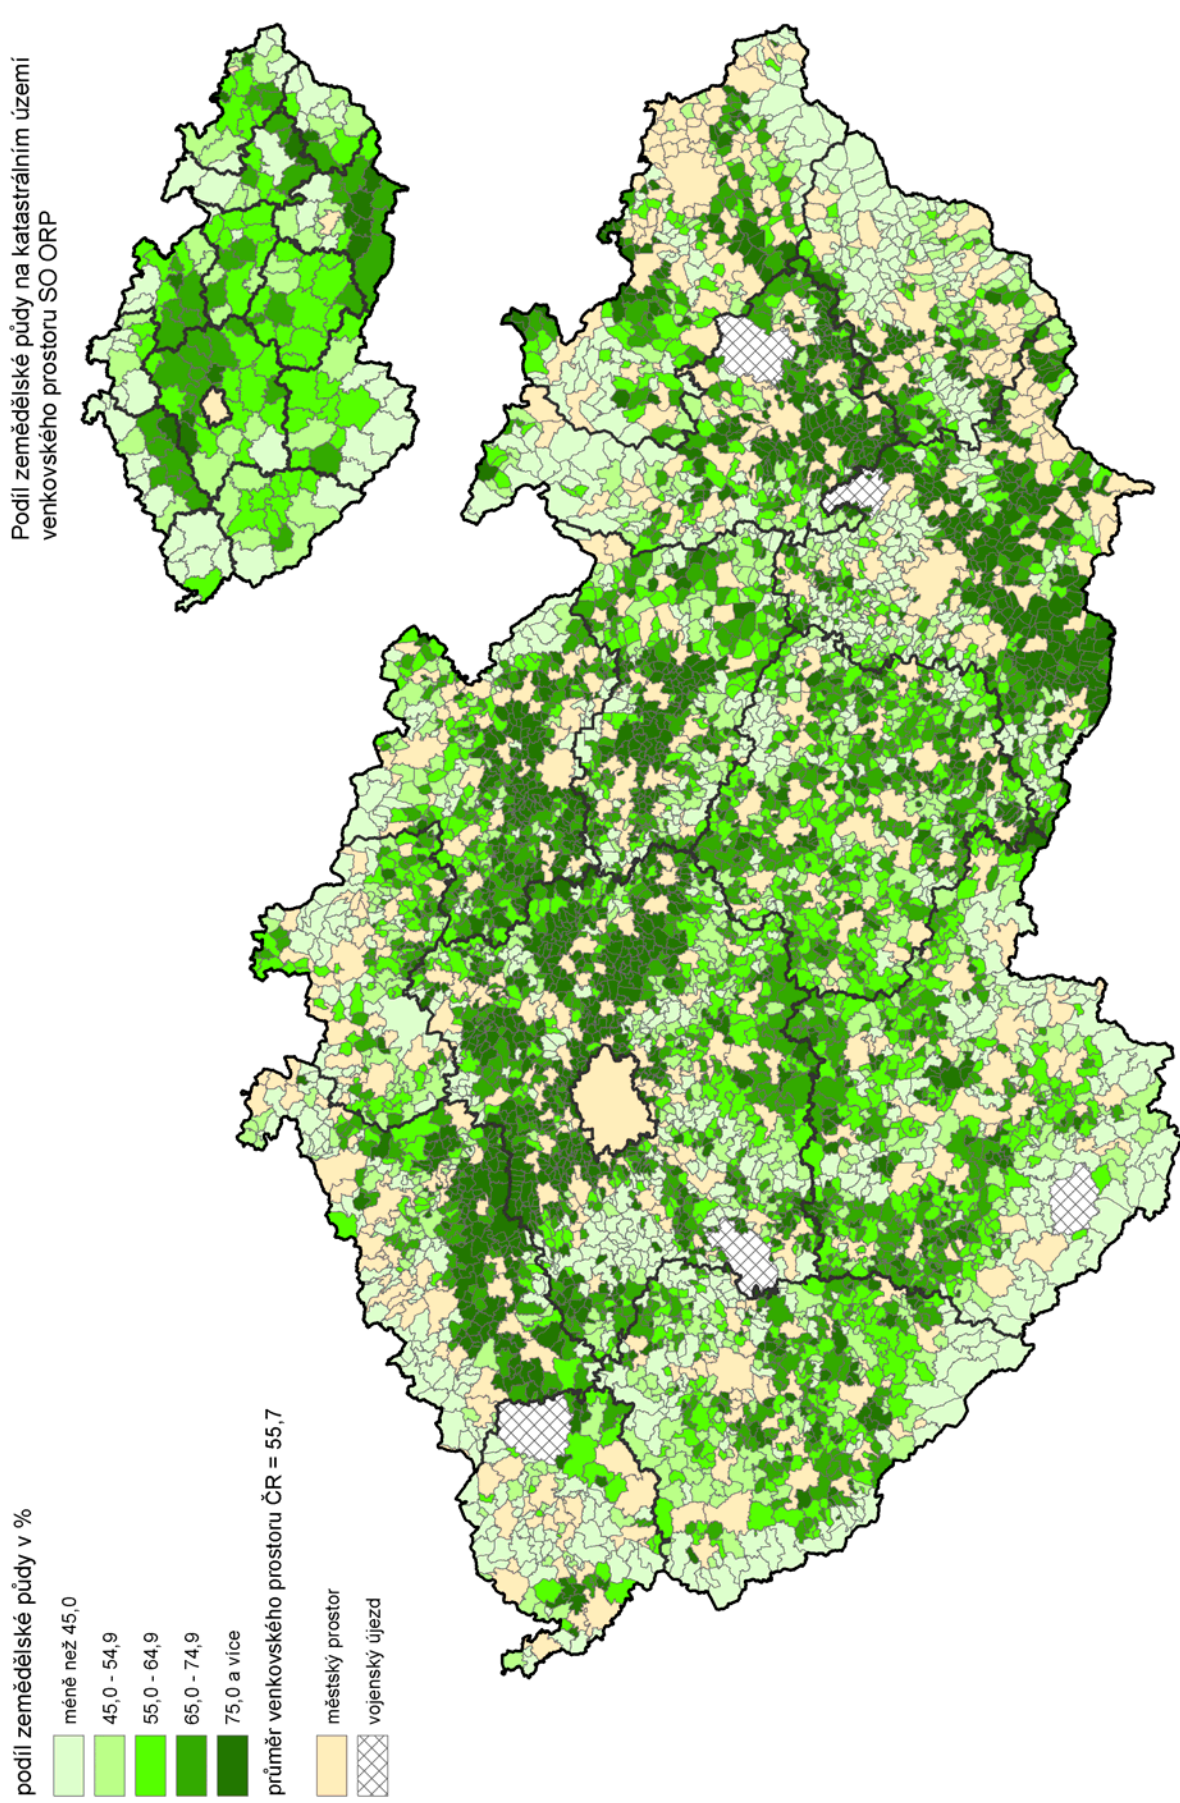 Podíl zemědělské půdy na katastrálním území
venkovského prostoru SO ORP
podíl zemědělské půdy v %
méně než 45,0
45,0 - 54,9
55,0 - 64,9
65,0 - 74,9
75,0 a více
průměr venkovského prostoru ČR = 55,7
městský prostor
vojenský újezd